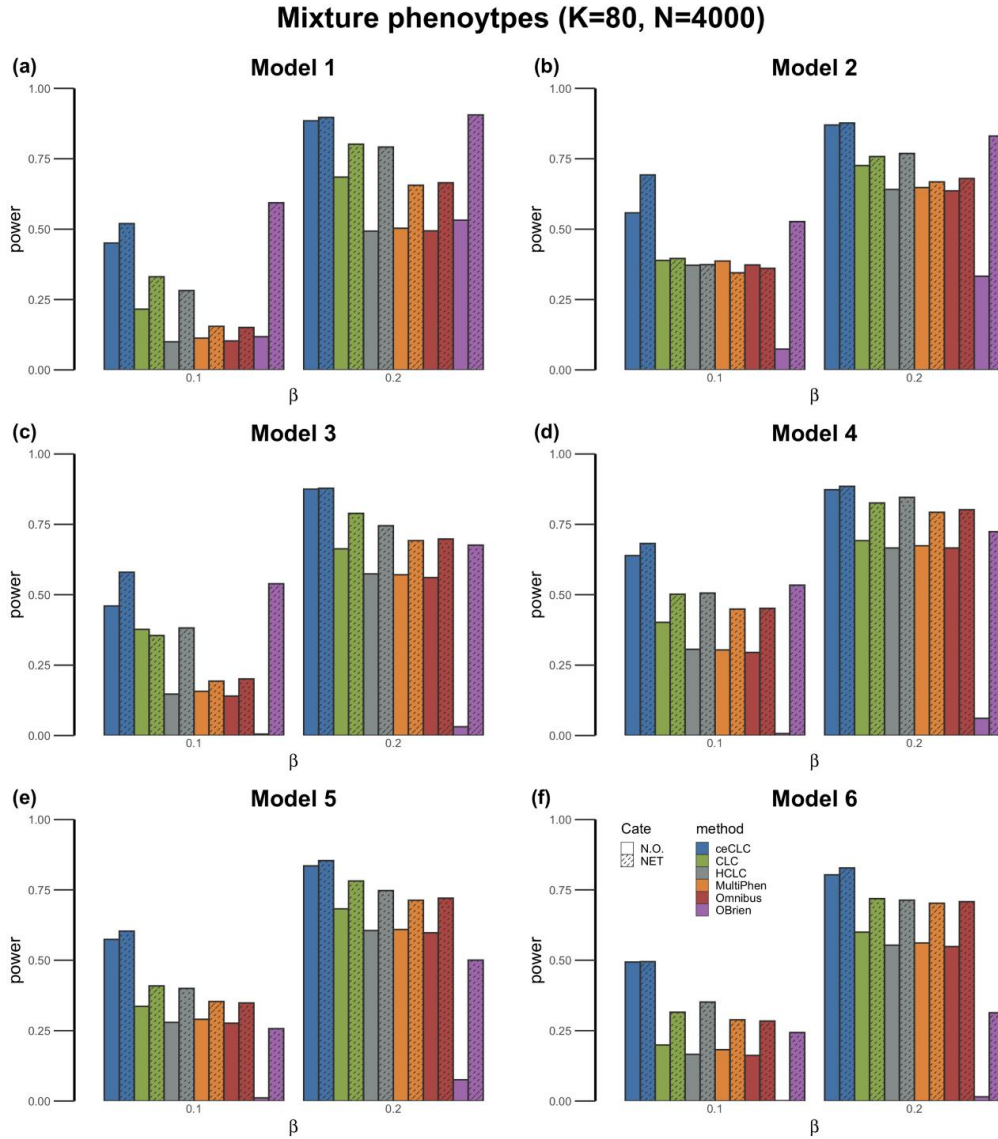 Mixture phenoytpes (K=80, N=4000)
(a)
Model 1
1.00
0.75
0.50
0.25
0.00
power
0.1
0.2
β
(b)
Model 2
1.00
0.75
0.50
0.25
0.00
power
0.1
0.2
β
(c)
Model 3
1.00
0.75
0.50
0.25
0.00
power
0.1
0.2
β
(d)
Model 4
1.00
0.75
0.50
0.25
0.00
power
0.1
0.2
β
(e)
Model 5
1.00
0.75
0.50
0.25
0.00
power
0.1
0.2
β
(f)
Model 6
1.00
0.75
0.50
0.25
0.00
power
Cate
N.O.
NET
method
ceCLC
CLC
HCLC
MultiPhen
Omnibus
OBrien
0.1
0.2
β